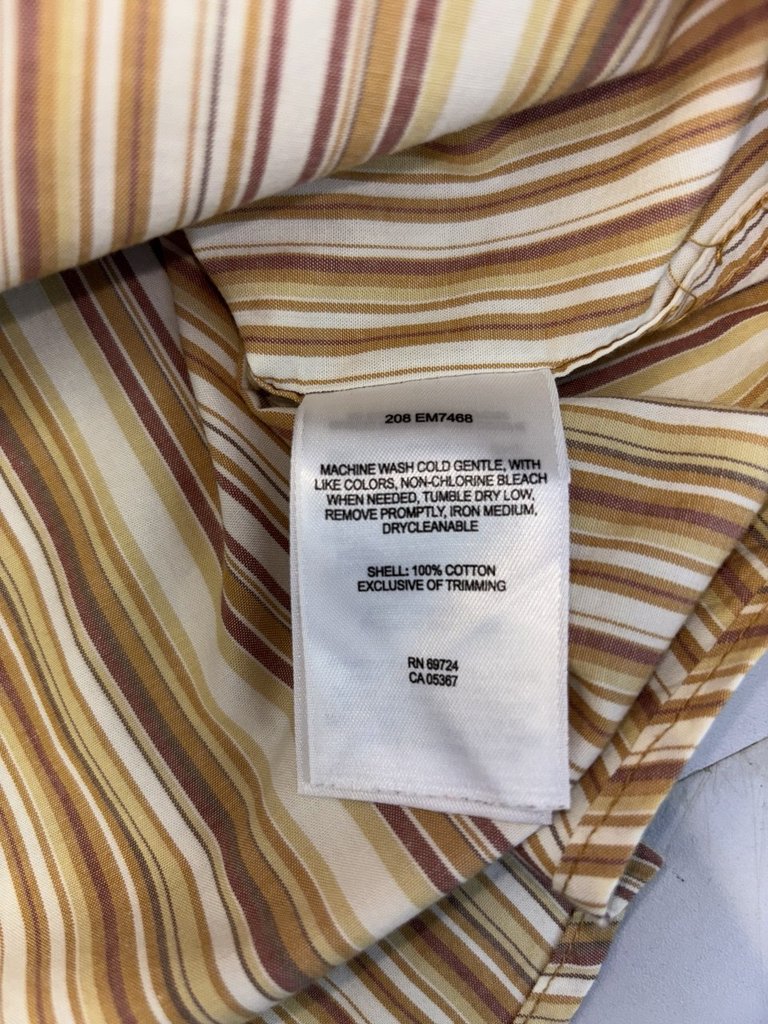 208 EM7468
MACHINE WASH COLD GENTLE, WITH
LIKE COLORS, NON-CHLORINE BLEACH
WHEN NEEDED, TUMBLE DRY LOW,
REMOVE PROMPTLY, IRON MEDIUM,
DRYCLEANABLE
SHELL: 100% COTTON
EXCLUSIVE OF TRIMMING
RN 69724
CA 05367